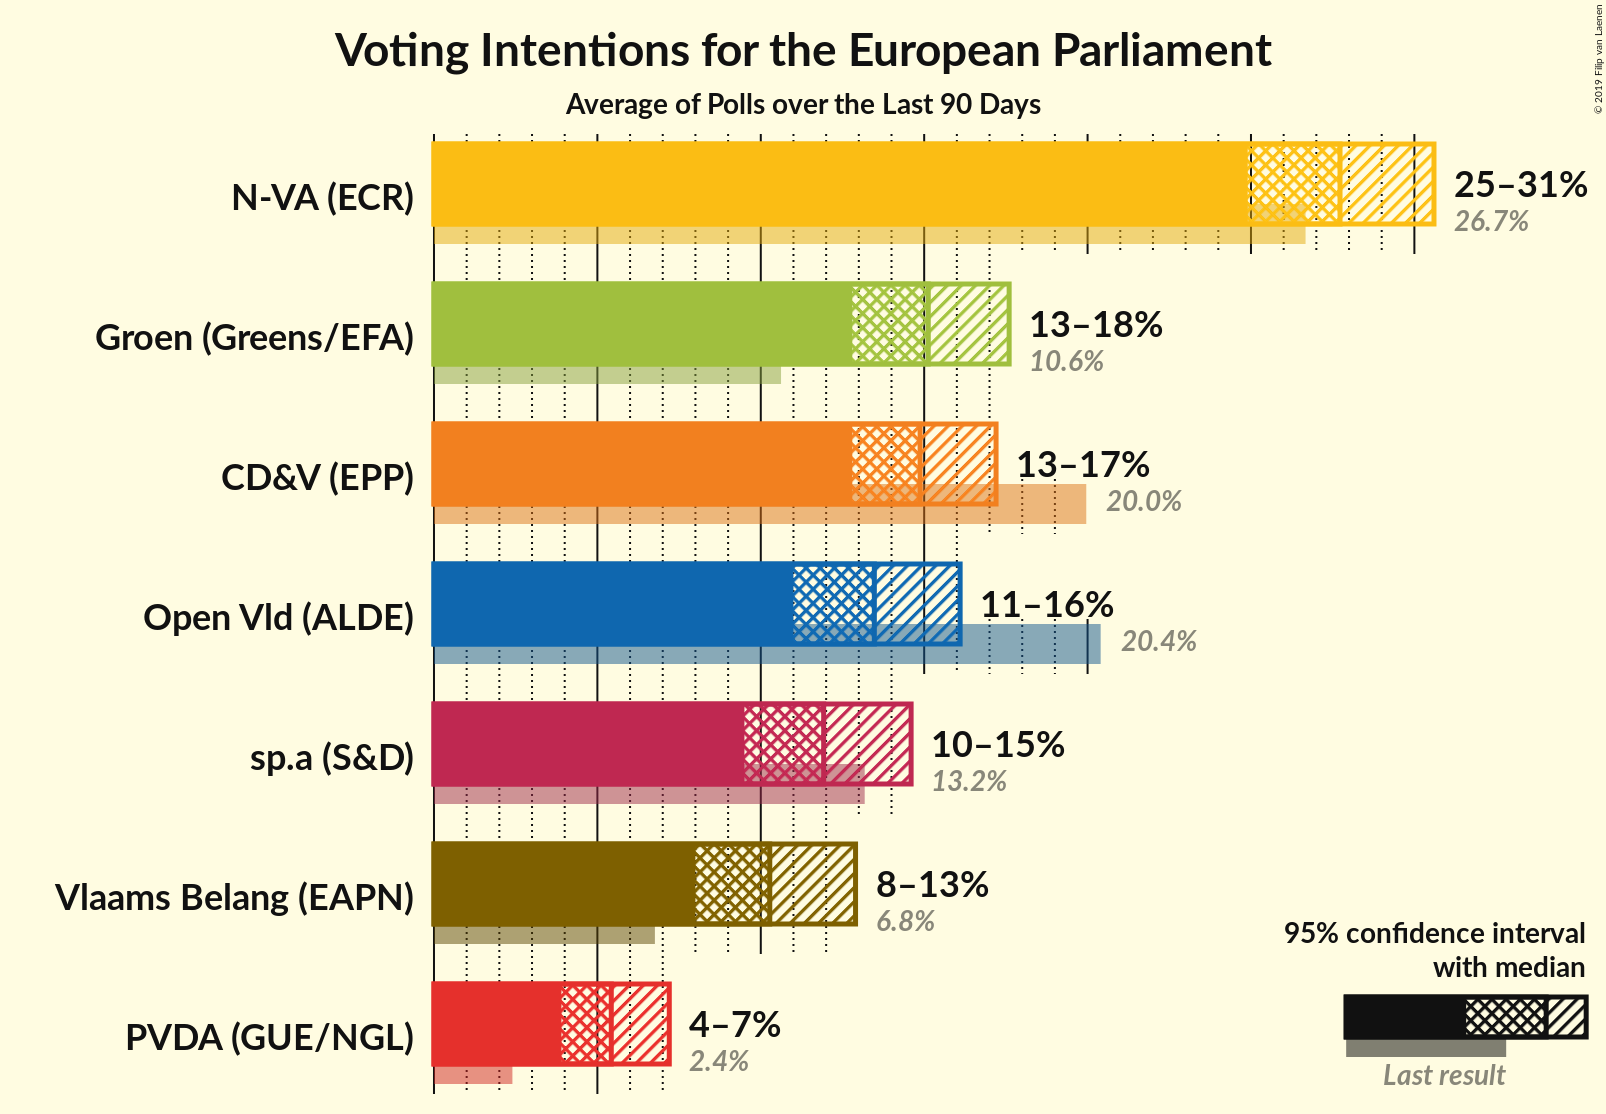 Voting Intentions for the European Parliament
Average of Polls over the Last 90 Days
© 2019 Filip van Laenen
N-VA (ECR)
25–31%
26.7%
Groen (Greens/EFA)
13–18%
10.6%
CD&V (EPP)
13–17%
20.0%
Open Vld (ALDE)
11–16%
20.4%
sp.a (S&D)
10–15%
13.2%
Vlaams Belang (EAPN)
8–13%
6.8%
PVDA (GUE/NGL)
4–7%
2.4%
95% confidence interval
with median
Last result